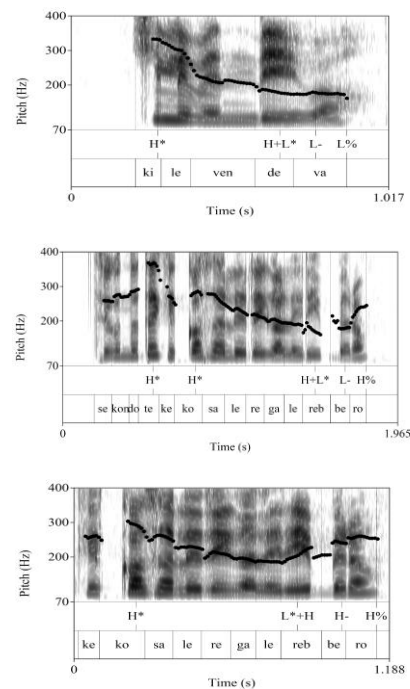 400
300
200
70
Pitch (Hz)
H* H+L* L- L%
ki le ven de va
1.017
Time (s)
400
300
200
70
Pitch (Hz)
H* H* H+L* L- H%
se kon do te ke ko sa le re ga le reb be ro
0 1.965
Time (s)
400
300
200
70
Pitch (Hz)
H* L*+H H- H%
ke ko sa le re ga le reb be ro
0 1.188
Time (s)